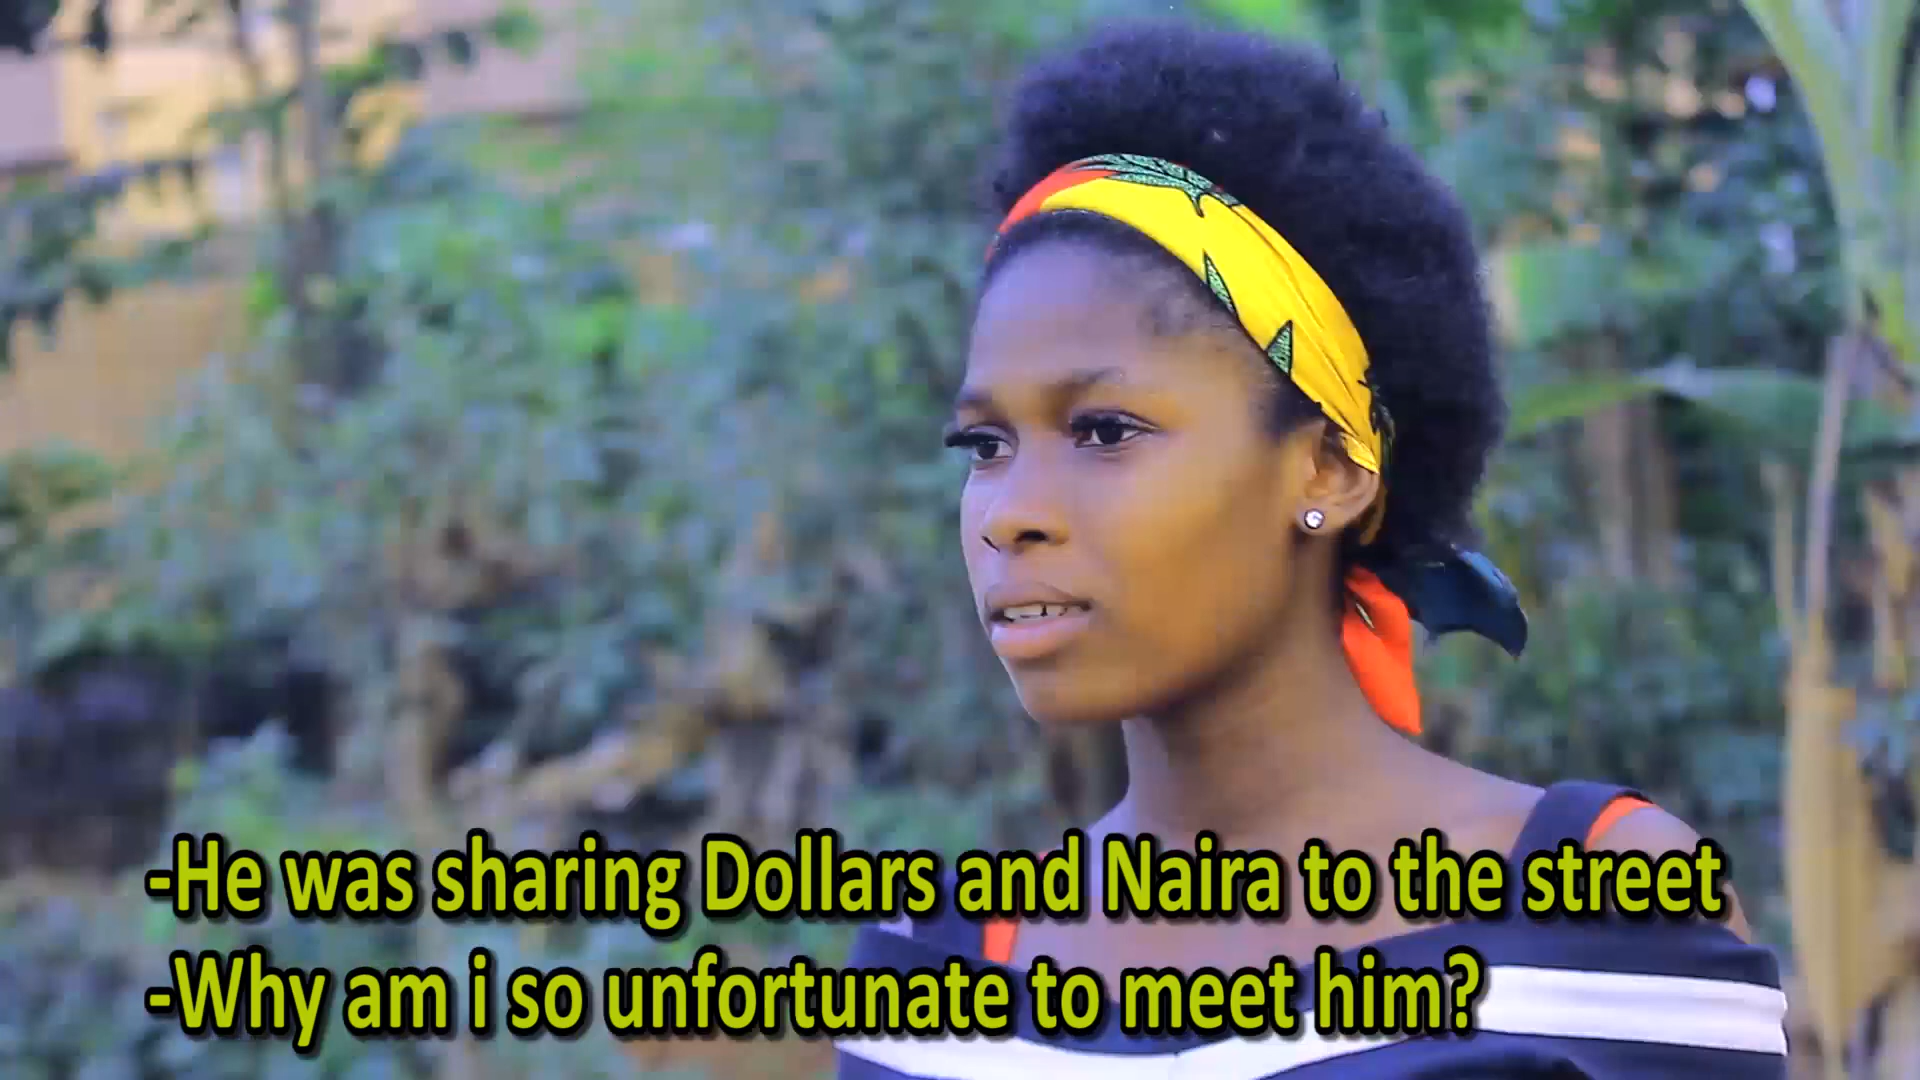 -He was sharing Dollars and Naira to the street
-Why am i so unfortunate to meet him?